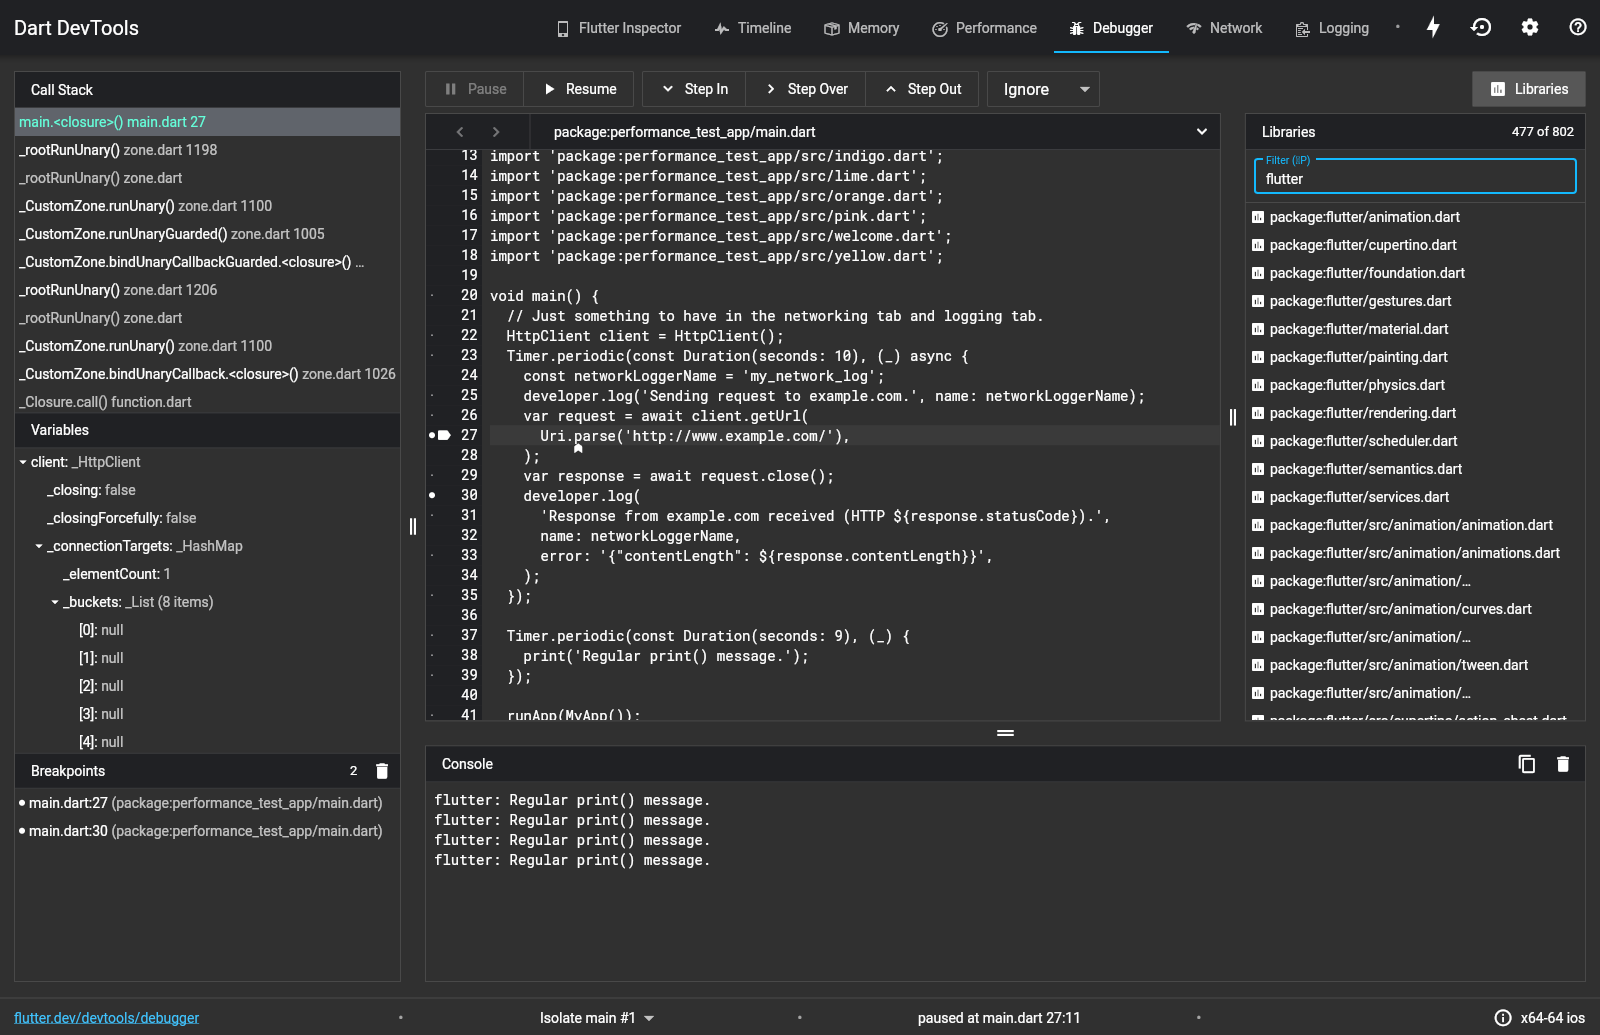 Dart DevTools
Flutter Inspector
Timeline
Memory
Performance
Debugger
Network
Logging
Call Stack
main.<closure>() main.dart 27
_rootRunUnary() zone.dart 1198
_rootRunUnary() zone.dart
_CustomZone.runUnary() zone.dart 1100
_CustomZone.runUnaryGuarded() zone.dart 1005
_CustomZone.bindUnaryCallbackGuarded.<closure>() ...
_rootRunUnary() zone.dart 1206
_rootRunUnary() zone.dart
_CustomZone.runUnary() zone.dart 1100
_CustomZone.bindUnaryCallback.<closure>() zone.dart 1026
_Closure.call() function.dart
Variables
client: _HttpClient
_closing: false
_closingForcefully: false
_connectionTargets: _HashMap
_elementCount: 1
_buckets: _List (8 items)
[0]: null
[1]: null
[2]: null
[3]: null
[4]: null
Breakpoints 2
main.dart:27 (package:performance_test_app/main.dart)
main.dart:30 (package:performance_test_app/main.dart)
Pause
Resume
Step In
Step Over
Step Out
Ignore
Libraries
package:performance_test_app/main.dart
13 import 'package:performance_test_app/src/indigo.dart';
14 import 'package:performance_test_app/src/lime.dart';
15 import 'package:performance_test_app/src/orange.dart';
16 import 'package:performance_test_app/src/pink.dart';
17 import 'package:performance_test_app/src/welcome.dart';
18 import 'package:performance_test_app/src/yellow.dart';
19
20 void main() {
21 // Just something to have in the networking tab and logging tab.
22 HttpClient client = HttpClient();
23 Timer.periodic(const Duration(seconds: 10), (_) async {
24 const networkLoggerName = 'my_network_log';
25 developer.log('Sending request to example.com.', name: networkLoggerName);
26 var request = await client.getUrl(
27 Uri.parse('http://www.example.com/'),
28 );
29 var response = await request.close();
30 developer.log(
31 'Response from example.com received (HTTP ${response.statusCode}).',
32 name: networkLoggerName,
33 error: '{"contentLength": ${response.contentLength}}',
34 );
35 });
36
37 Timer.periodic(const Duration(seconds: 9), (_) {
38 print('Regular print() message.');
39 });
40
41 runApp(MyApp());
Libraries 477 of 802
flutter
package:flutter/animation.dart
package:flutter/cupertino.dart
package:flutter/foundation.dart
package:flutter/gestures.dart
package:flutter/material.dart
package:flutter/painting.dart
package:flutter/physics.dart
package:flutter/rendering.dart
package:flutter/scheduler.dart
package:flutter/semantics.dart
package:flutter/services.dart
package:flutter/src/animation/animation.dart
package:flutter/src/animation/animations.dart
package:flutter/src/animation/...
package:flutter/src/animation/curves.dart
package:flutter/src/animation/...
package:flutter/src/animation/tween.dart
package:flutter/src/animation/...
package:flutter/src/cupertino/action_sheet.dart
Console
flutter: Regular print() message.
flutter: Regular print() message.
flutter: Regular print() message.
flutter: Regular print() message.
flutter.dev/devtools/debugger
Isolate main #1
paused at main.dart 27:11
x64-64 ios